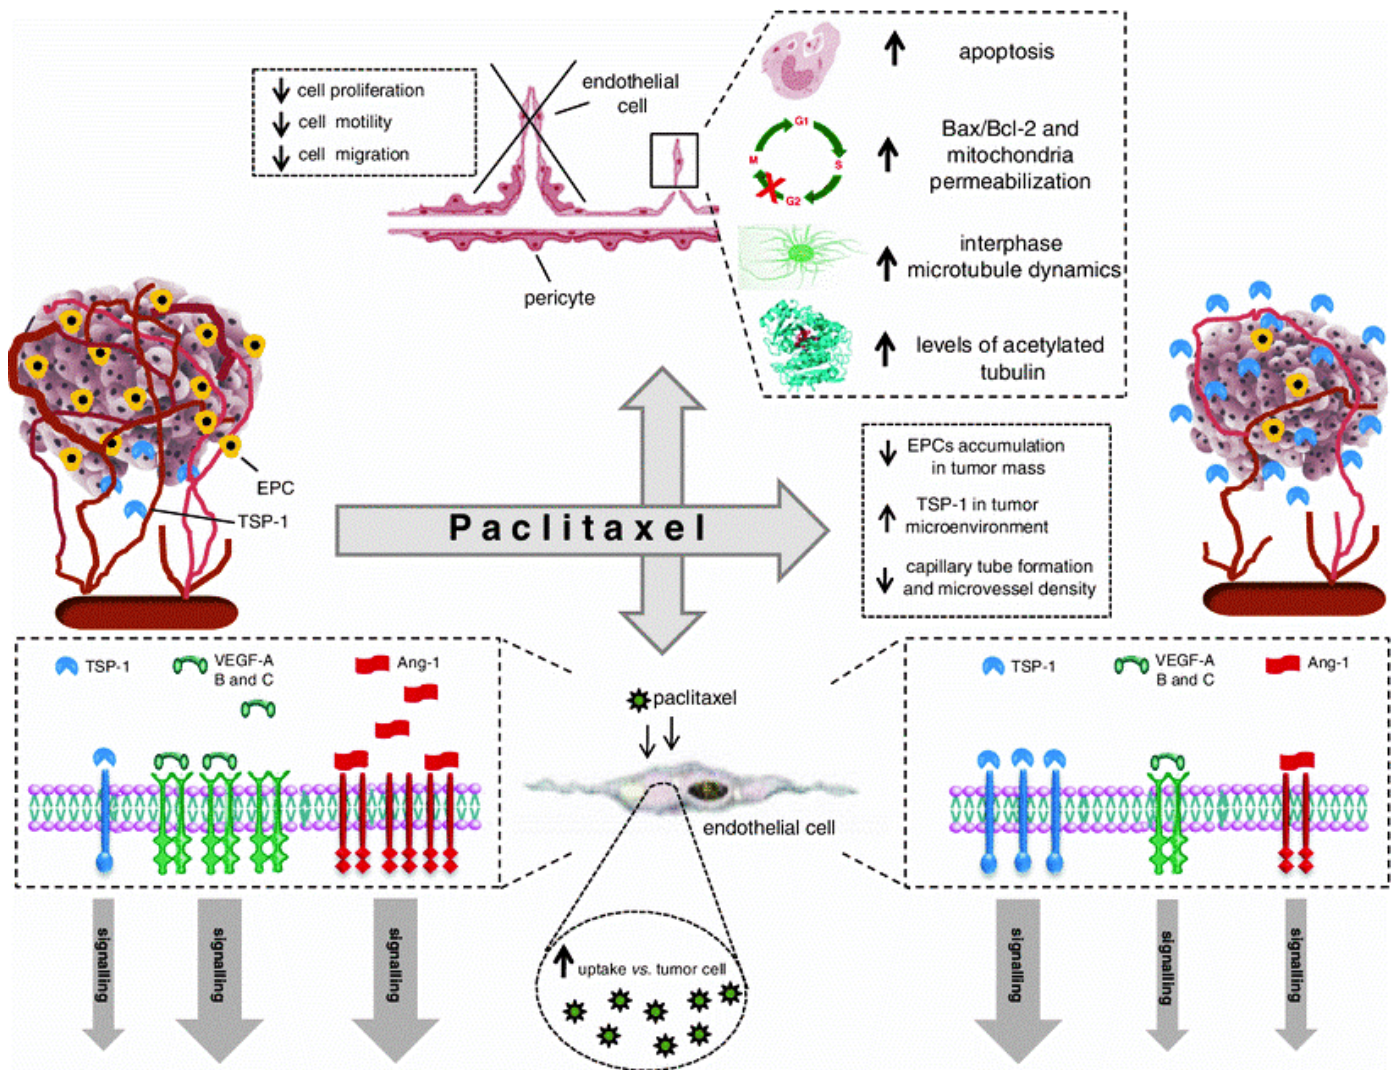 cell proliferation
cell motility
cell migration
endothelial
cell
pericyte
apoptosis
G1
S
G2
M
Bax/Bcl-2 and
mitochondria
permeabilization
interphase
microtubule dynamics
levels of acetylated
tubulin
EPC
TSP-1
Paclitaxel
EPCs accumulation
in tumor mass
TSP-1 in tumor
microenvironment
capillary tube formation
and microvessel density
TSP-1
VEGF-A
B and C
Ang-1
signalling
signalling
signalling
paclitaxel
endothelial cell
uptake vs. tumor cell
TSP-1
VEGF-A
B and C
Ang-1
signalling
signalling
signalling